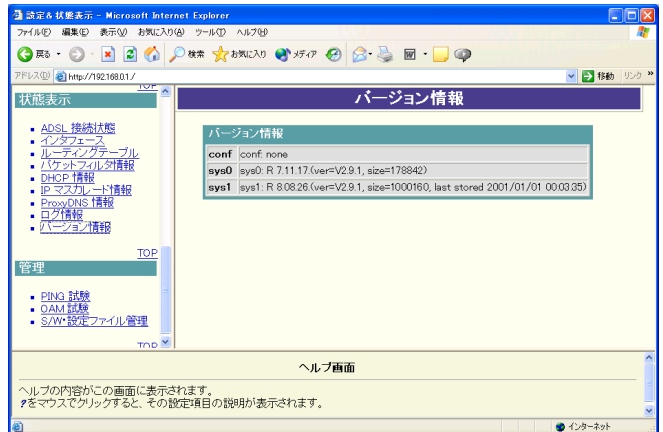 設定&状態表示 - Microsoft Internet Explorer
ファイル(F) 編集(E) 表示(V) お気に入り(A) ツール(T) ヘルプ(H)
戻る 検索 お気に入り メディア
アドレス(D) http://192.168.0.1/ 移動 リンク »
TOP
状態表示
ADSL 接続状態
インタフェース
ルーティングテーブル
パケットフィルタ情報
DHCP 情報
IP マスカレード情報
ProxyDNS 情報
ログ情報
バージョン情報
TOP
管理
PING 試験
OAM 試験
S/W・設定ファイル管理
TOP
バージョン情報
バージョン情報
conf conf: none
sys0 sys0: R 7.11.17.(ver=V2.9.1, size=178842)
sys1 sys1: R 8.08.26.(ver=V2.9.1, size=1000160, last stored 2001/01/01 00:03:35)
ヘルプ画面
ヘルプの内容がこの画面に表示されます。
?をマウスでクリックすると、その設定項目の説明が表示されます。
インターネット